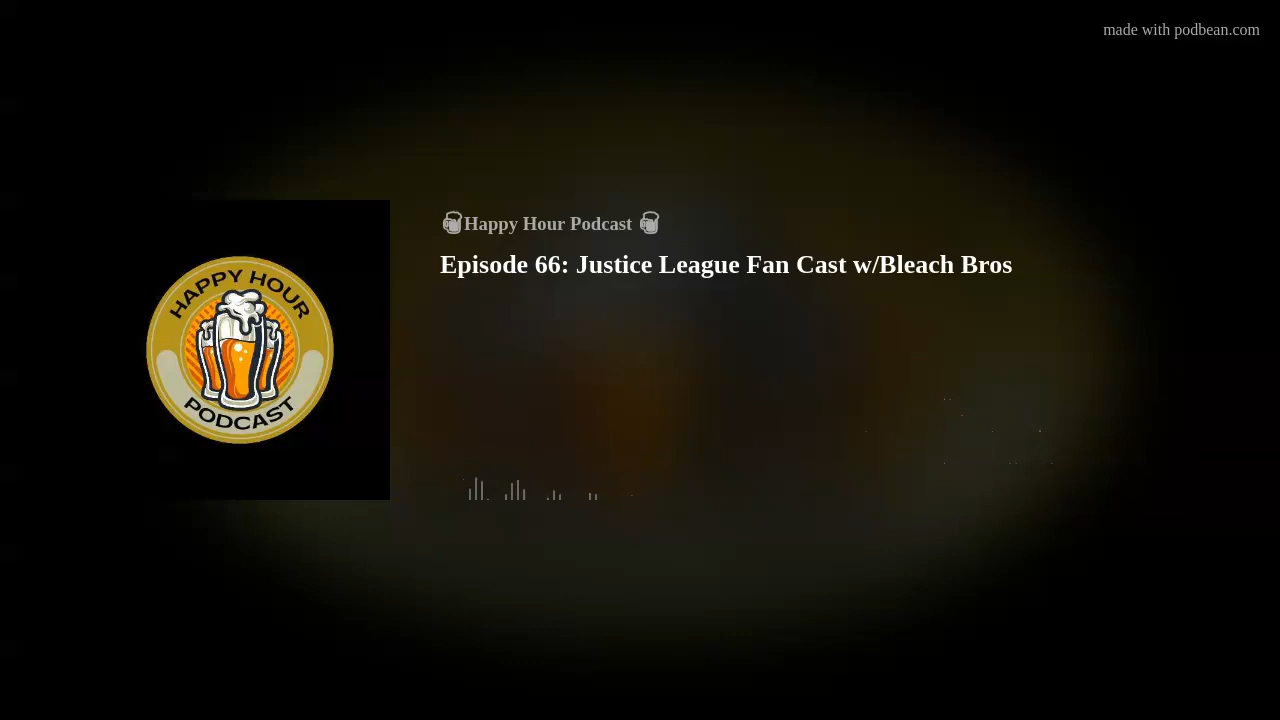 made with podbean.com
🍺Happy Hour Podcast 🍺
Episode 66: Justice League Fan Cast w/Bleach Bros
HAPPY HOUR
PODCAST